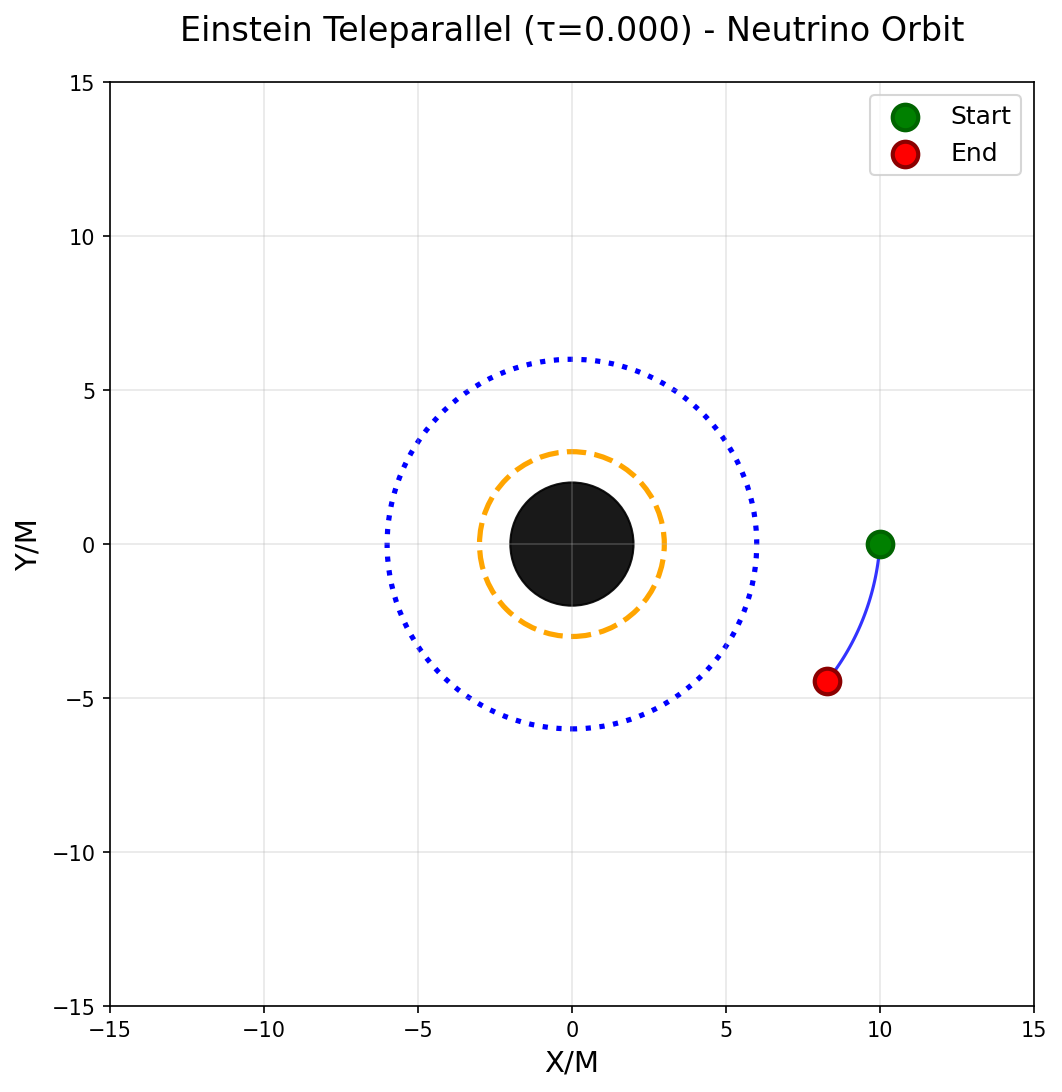 Einstein Teleparallel (τ=0.000) - Neutrino Orbit
Start
End
15
10
5
0
−5
−10
−15
Y/M
−15 −10 −5 0 5 10 15
X/M